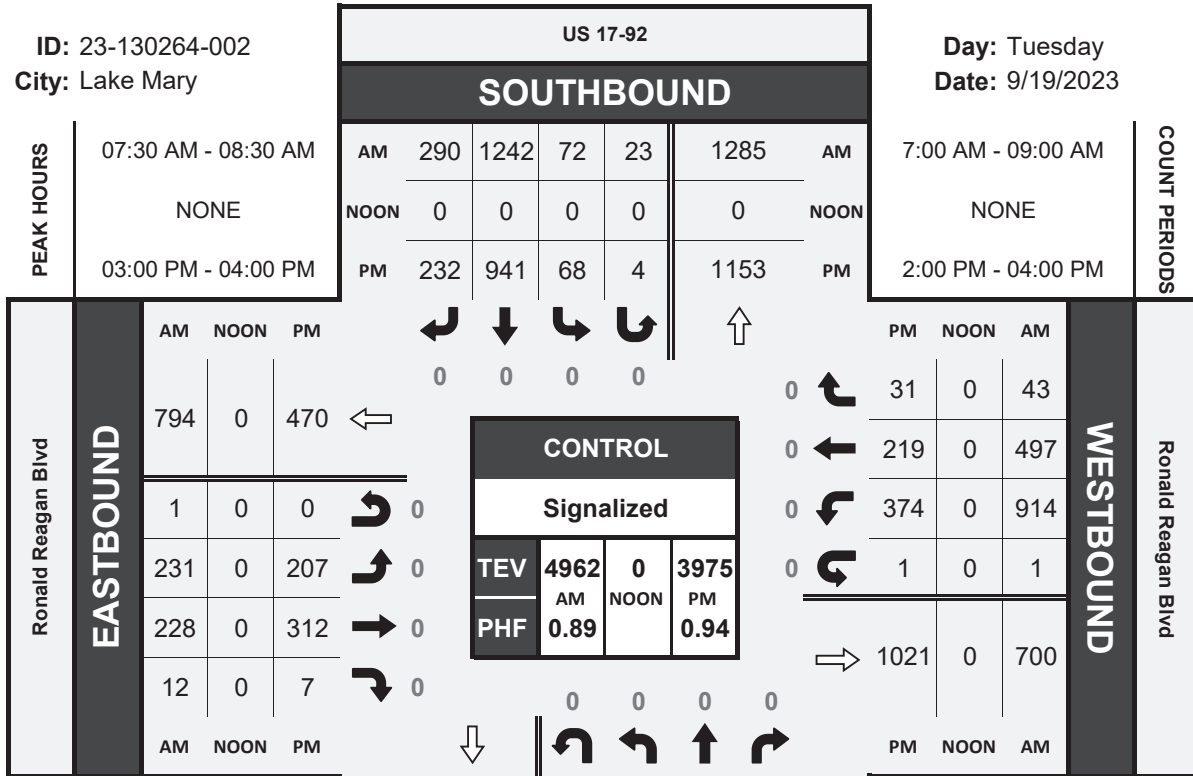 US 17-92
ID: 23-130264-002
City: Lake Mary
Day: Tuesday
Date: 9/19/2023
SOUTHBOUND
PEAK HOURS
07:30 AM - 08:30 AM
NONE
03:00 PM - 04:00 PM
AM 290 1242 72 23 1285 AM
NOON 0 0 0 0 0 NOON
PM 232 941 68 4 1153 PM
7:00 AM - 09:00 AM
NONE
2:00 PM - 04:00 PM
COUNT PERIODS
0 0 0 0
Ronald Reagan Blvd
EASTBOUND
AM NOON PM
794 0 470
1 0 0 0
231 0 207 0
228 0 312 0
12 0 7 0
AM NOON PM
CONTROL
Signalized
TEV 4962 0 3975
AM NOON PM
PHF 0.89 0.94
PM NOON AM
0 31 0 43
0 219 0 497
0 374 0 914
0 1 0 1
1021 0 700
PM NOON AM
WESTBOUND
Ronald Reagan Blvd
0 0 0 0